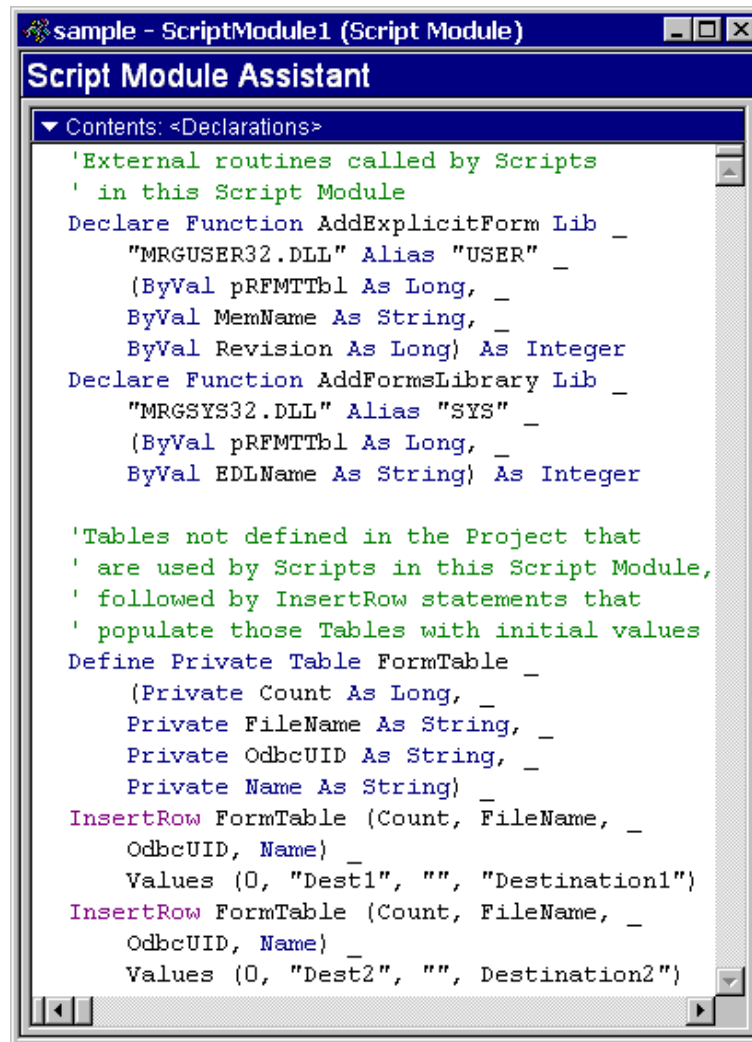 sample - ScriptModule1 (Script Module)
Script Module Assistant
Contents: <Declarations>
'External routines called by Scripts
' in this Script Module
Declare Function AddExplicitForm Lib _
"MRGUSER32.DLL" Alias "USER" _
(ByVal pRFMTTbl As Long, _
ByVal MemName As String, _
ByVal Revision As Long) As Integer
Declare Function AddFormsLibrary Lib _
"MRGSYS32.DLL" Alias "SYS" _
(ByVal pRFMTTbl As Long, _
ByVal EDLName As String) As Integer
'Tables not defined in the Project that
' are used by Scripts in this Script Module,
' followed by InsertRow statements that
' populate those Tables with initial values
Define Private Table FormTable _
(Private Count As Long, _
Private FileName As String, _
Private OdbcUID As String, _
Private Name As String) _
InsertRow FormTable (Count, FileName, _
OdbcUID, Name) _
Values (0, "Dest1", "", "Destination1")
InsertRow FormTable (Count, FileName, _
OdbcUID, Name) _
Values (0, "Dest2", "", Destination2")